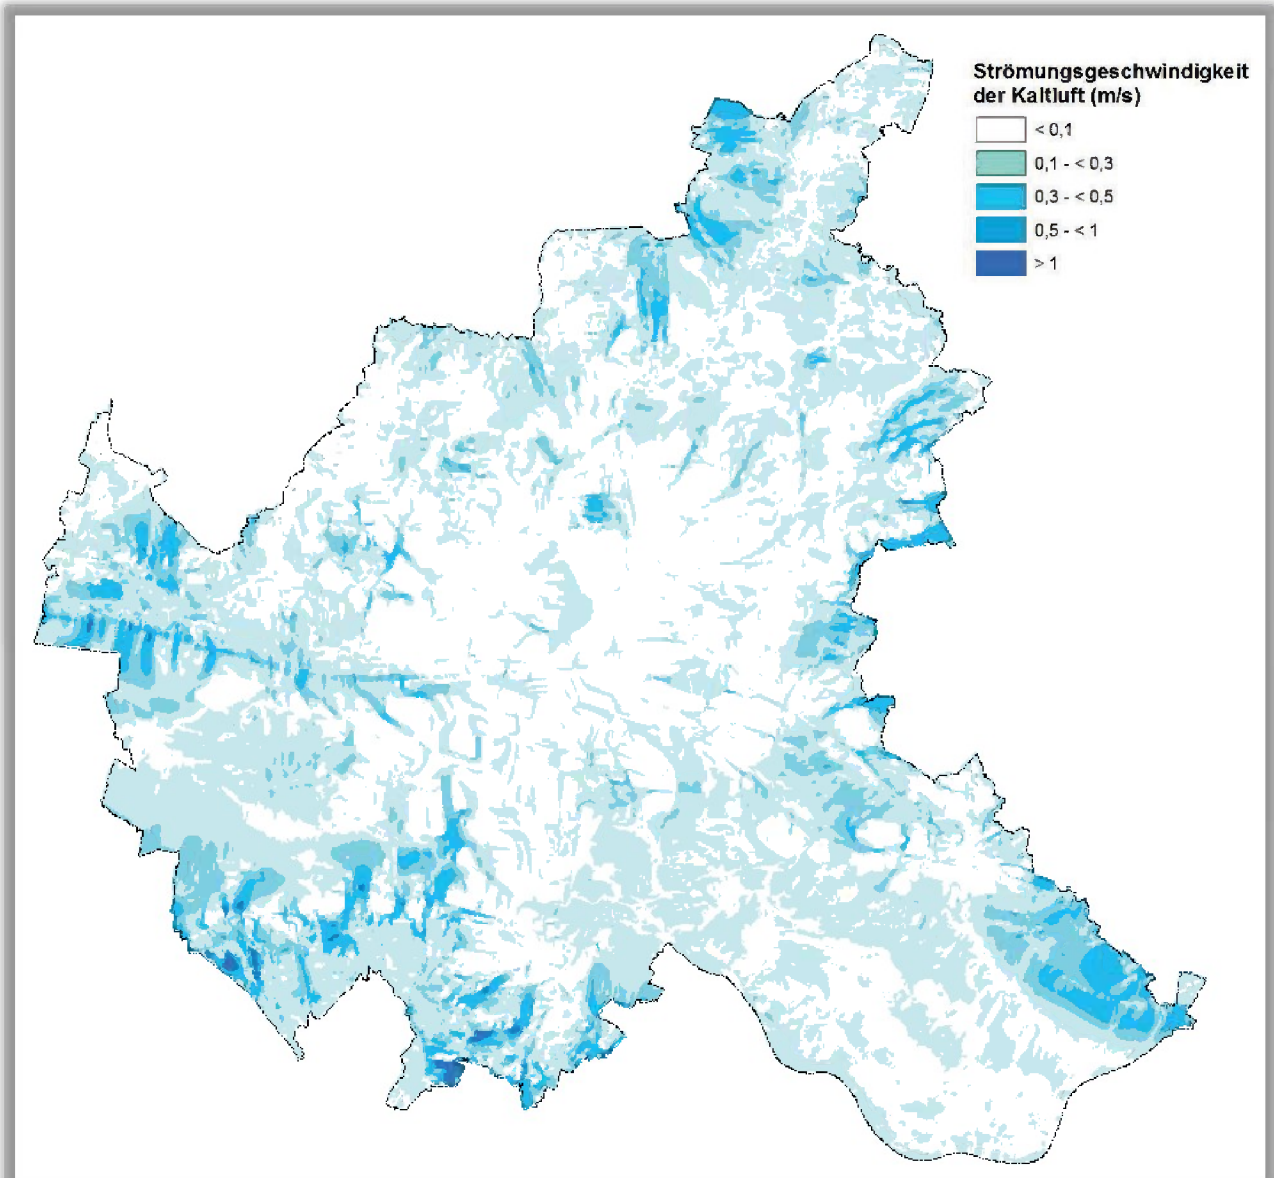 Strömungsgeschwindigkeit
der Kaltluft (m/s)
< 0,1
0,1 - < 0,3
0,3 - < 0,5
0,5 - < 1
> 1